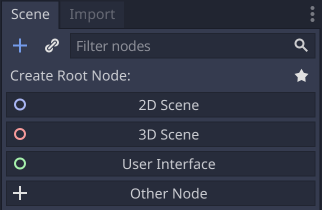 Scene Import
Filter nodes
Create Root Node:
2D Scene
3D Scene
User Interface
Other Node